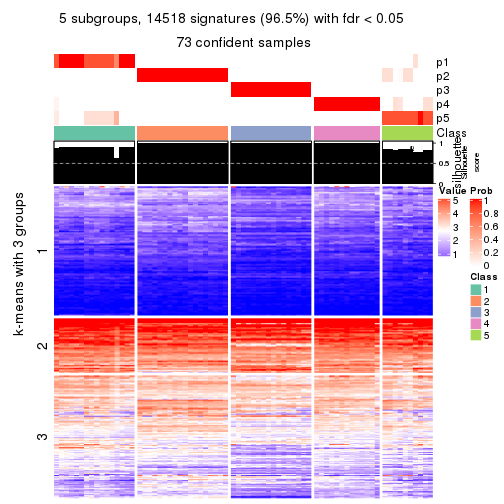 5 subgroups, 14518 signatures (96.5%) with fdr < 0.05
73 confident samples
p1
p2
p3
p4
p5
Class
1
0.5
0
silhouette
Silhouette
score
k-means with 3 groups
1
2
3
Value
5
4
3
2
1
Prob
1
0.8
0.6
0.4
0.2
0
Class
1
2
3
4
5